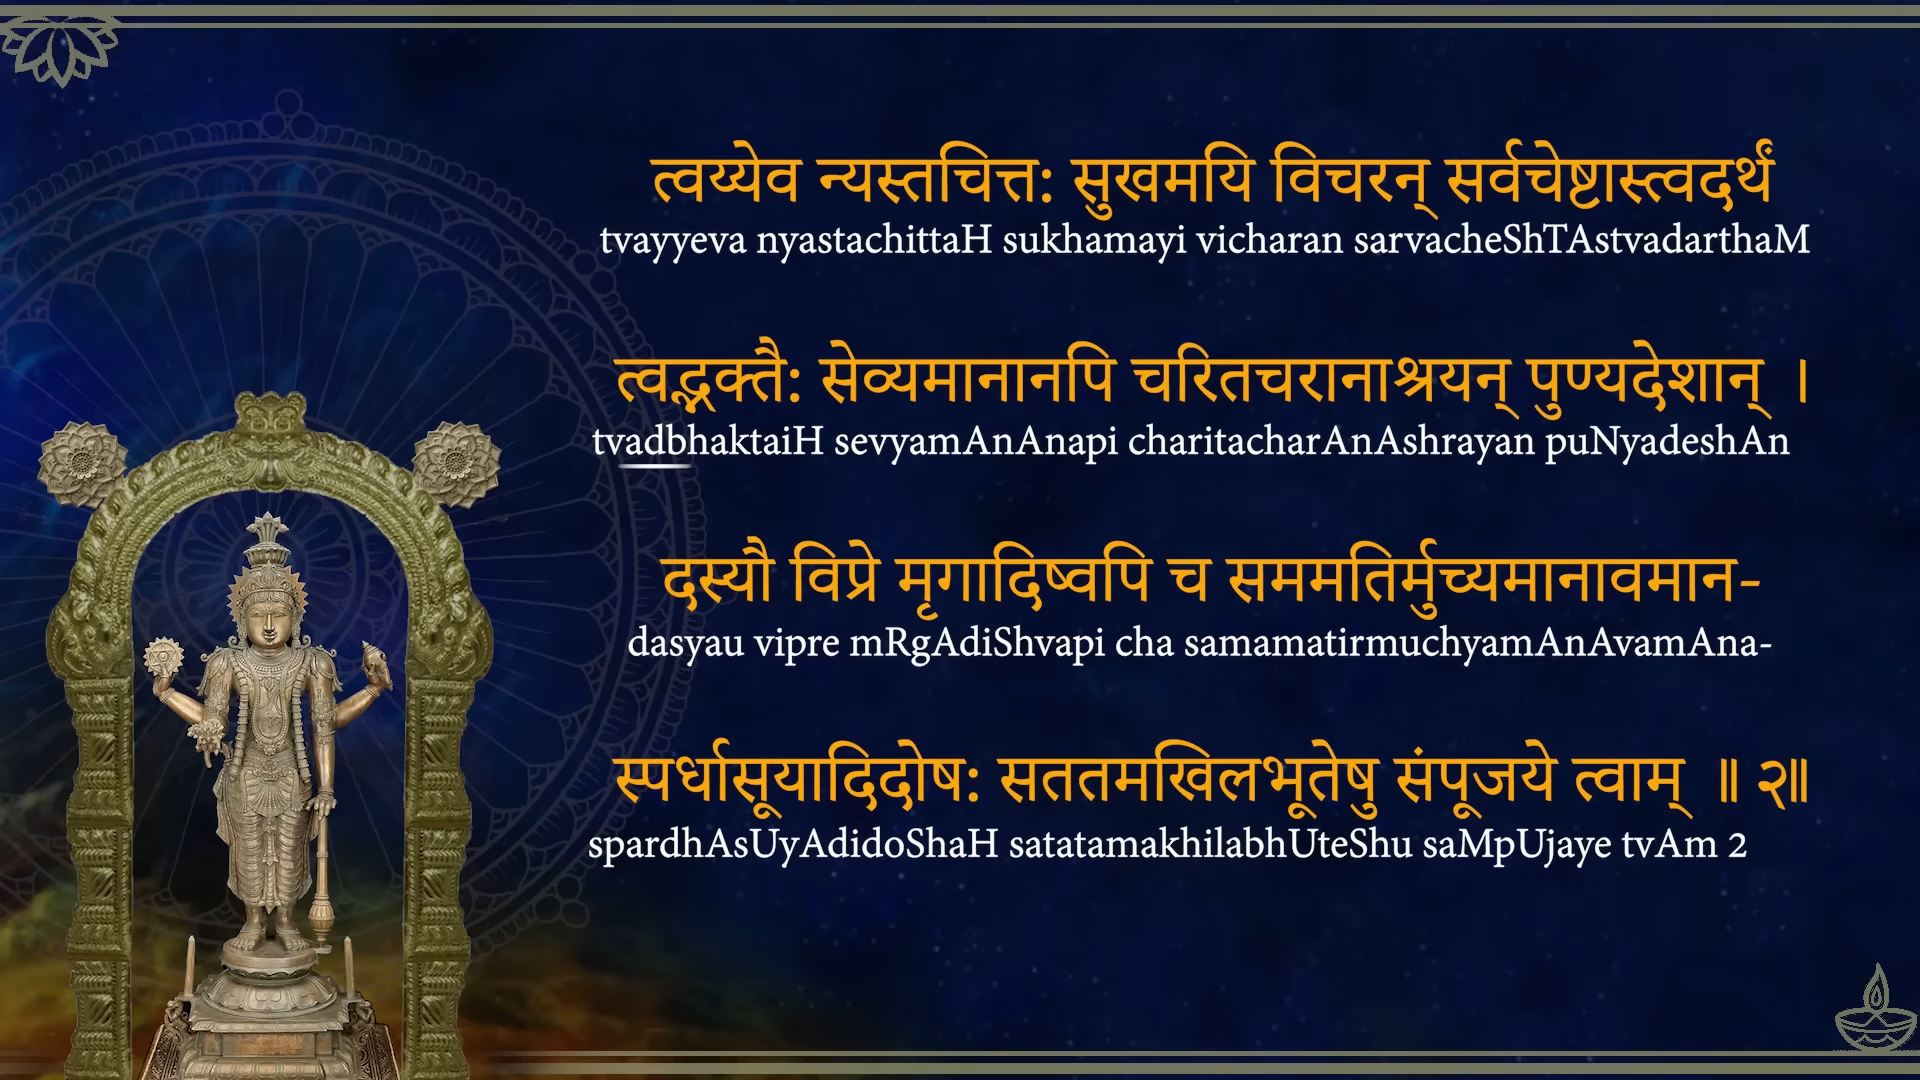 त्वय्येव न्यस्तचित्त: सुखमयि विचरन् सर्वचेष्टास्त्वदर्थं
tvayyeva nyastachittaH sukhamayi vicharan sarvacheShTAstvadarthaM
त्वद्भक्तै: सेव्यमानानपि चरितचरानाश्रयन् पुण्यदेशान् ।
tvadbhaktaiH sevyamAnAnapi charitacharAnAshrayan puNyadeshAn
दस्यौ विप्रे मृगादिष्वपि च सममतिर्मुच्यमानावमान-
dasyau vipre mRgAdiShvapi cha samamatirmuchyamAnAvamAna-
स्पर्धासूयादिदोष: सततमखिलभूतेषु संपूजये त्वाम् ॥ २॥
spardhAsUyAdidoShaH satatamakhilabhUteShu saMpUjaye tvAm 2